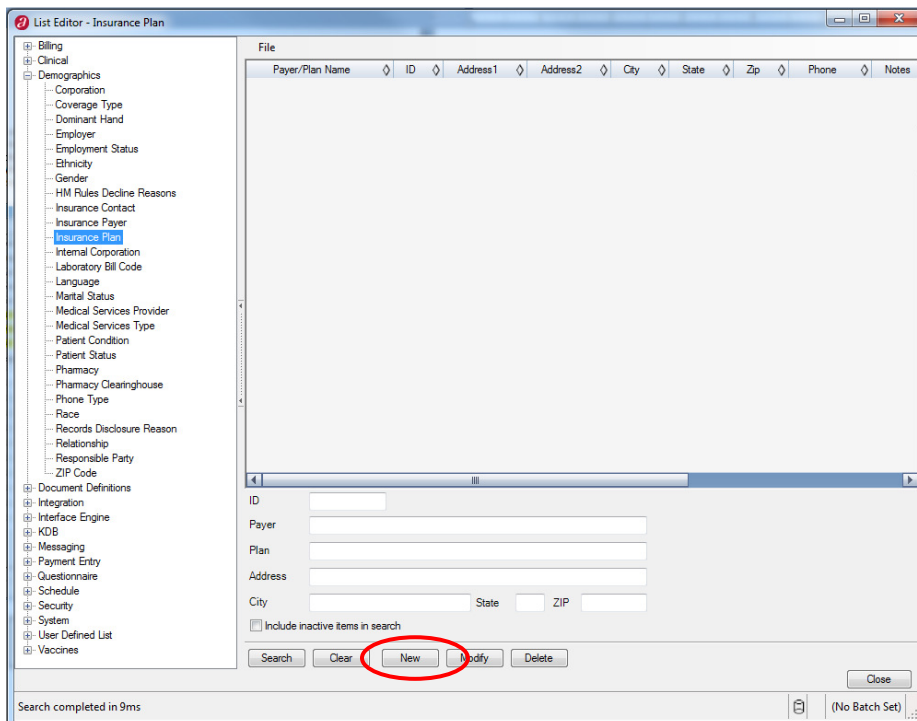 List Editor - Insurance Plan
Billing
Clinical
Demographics
Corporation
Coverage Type
Dominant Hand
Employer
Employment Status
Ethnicity
Gender
HM Rules Decline Reasons
Insurance Contact
Insurance Payer
Insurance Plan
Internal Corporation
Laboratory Bill Code
Language
Marital Status
Medical Services Provider
Medical Services Type
Patient Condition
Patient Status
Pharmacy
Pharmacy Clearinghouse
Phone Type
Race
Records Disclosure Reason
Relationship
Responsible Party
ZIP Code
Document Definitions
Integration
Interface Engine
KDB
Messaging
Payment Entry
Questionnaire
Schedule
Security
System
User Defined List
Vaccines
File
Payer/Plan Name ID Address1 Address2 City State Zip Phone Notes
ID
Payer
Plan
Address
City State ZIP
Include inactive items in search
Search Clear New Modify Delete
Close
Search completed in 9ms (No Batch Set)